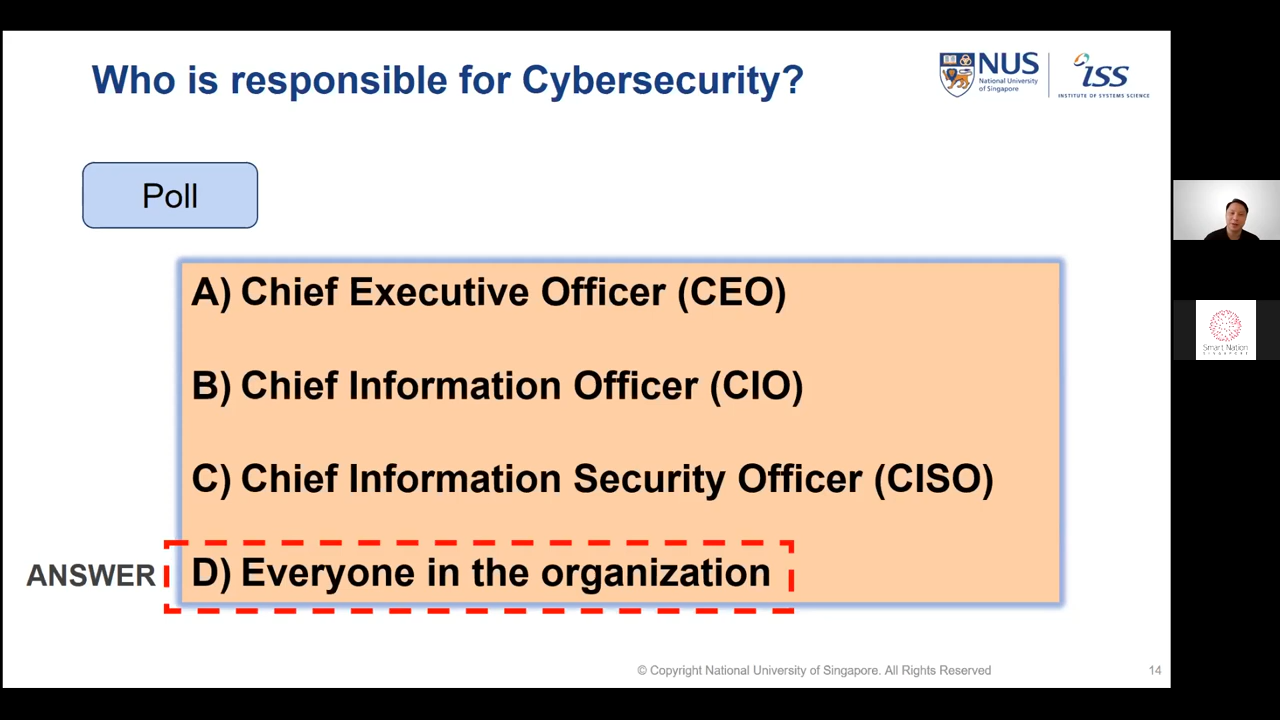 Who is responsible for Cybersecurity?
NUS
National University
of Singapore
ISS
INSTITUTE OF SYSTEMS SCIENCE
Poll
A) Chief Executive Officer (CEO)
B) Chief Information Officer (CIO)
C) Chief Information Security Officer (CISO)
ANSWER
D) Everyone in the organization
Smart Nation
SINGAPORE
© Copyright National University of Singapore. All Rights Reserved
14